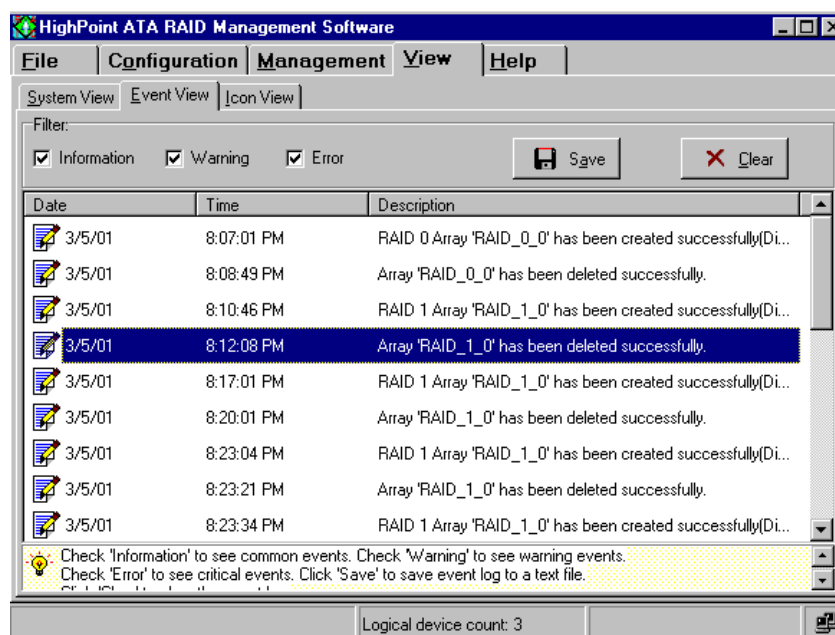 HighPoint ATA RAID Management Software
File Configuration Management View Help
System View Event View Icon View
Filter:
Information Warning Error Save Clear
Date Time Description
3/5/01 8:07:01 PM RAID 0 Array 'RAID_0_0' has been created successfully(Di...
3/5/01 8:08:49 PM Array 'RAID_0_0' has been deleted successfully.
3/5/01 8:10:46 PM RAID 1 Array 'RAID_1_0' has been created successfully(Di...
3/5/01 8:12:08 PM Array 'RAID_1_0' has been deleted successfully.
3/5/01 8:17:01 PM RAID 1 Array 'RAID_1_0' has been created successfully(Di...
3/5/01 8:20:01 PM Array 'RAID_1_0' has been deleted successfully.
3/5/01 8:23:04 PM RAID 1 Array 'RAID_1_0' has been created successfully(Di...
3/5/01 8:23:21 PM Array 'RAID_1_0' has been deleted successfully.
3/5/01 8:23:34 PM RAID 1 Array 'RAID_1_0' has been created successfully(Di...
Check 'Information' to see common events. Check 'Warning' to see warning events.
Check 'Error' to see critical events. Click 'Save' to save event log to a text file.
Logical device count: 3